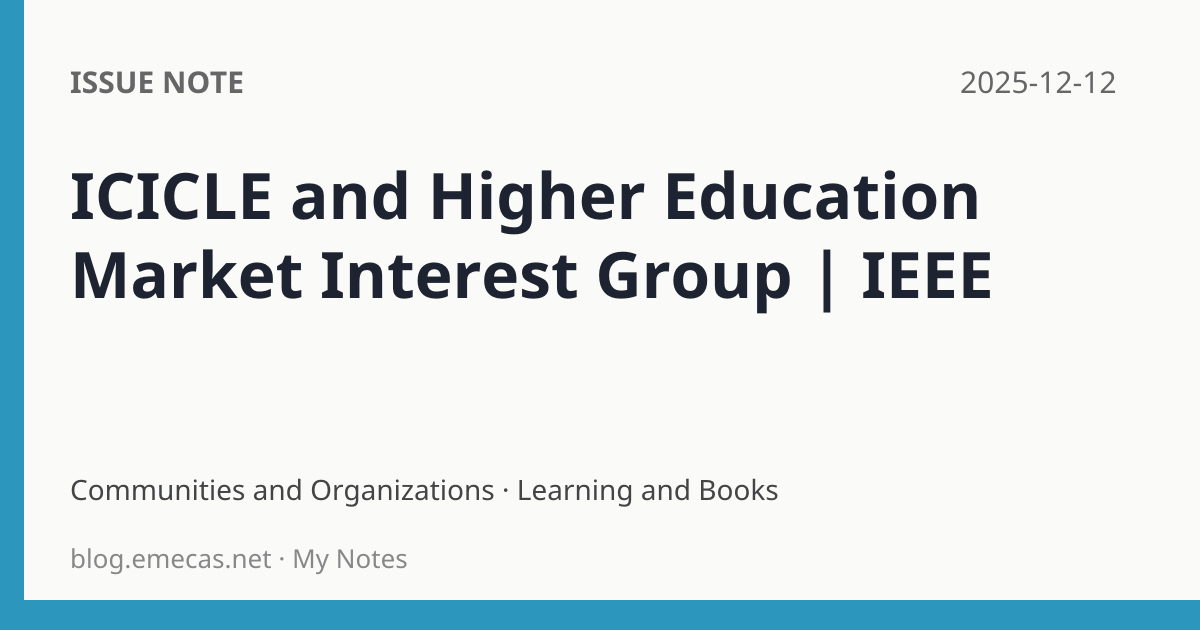 ISSUE NOTE
2025-12-12
ICICLE and Higher Education
Market Interest Group | IEEE
Communities and Organizations · Learning and Books
blog.emecas.net · My Notes